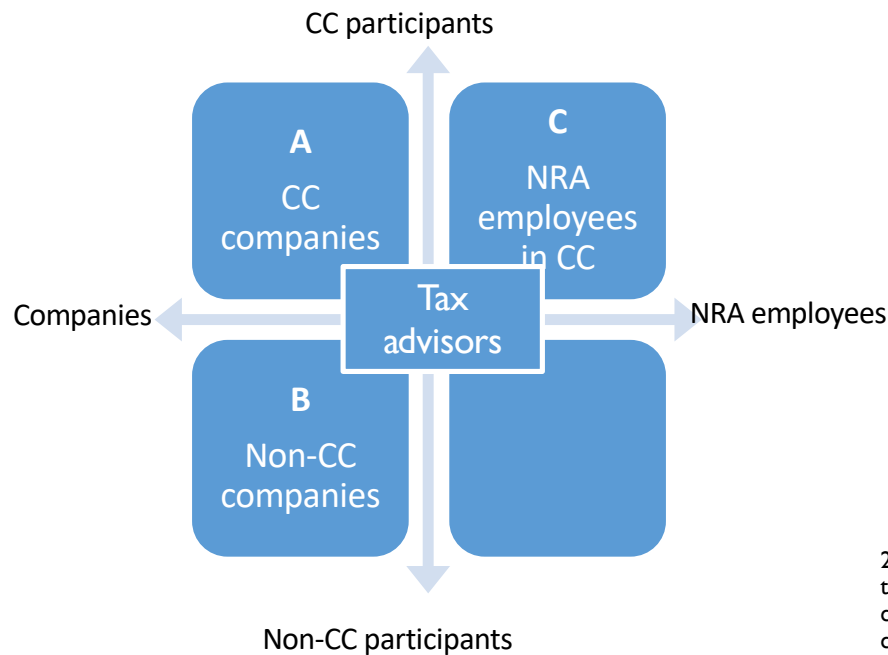 CC participants
A
CC
companies
C
NRA
employees
in CC
Companies
Tax
advisors
NRA employees
B
Non-CC
companies
Non-CC participants
2
t
c
c